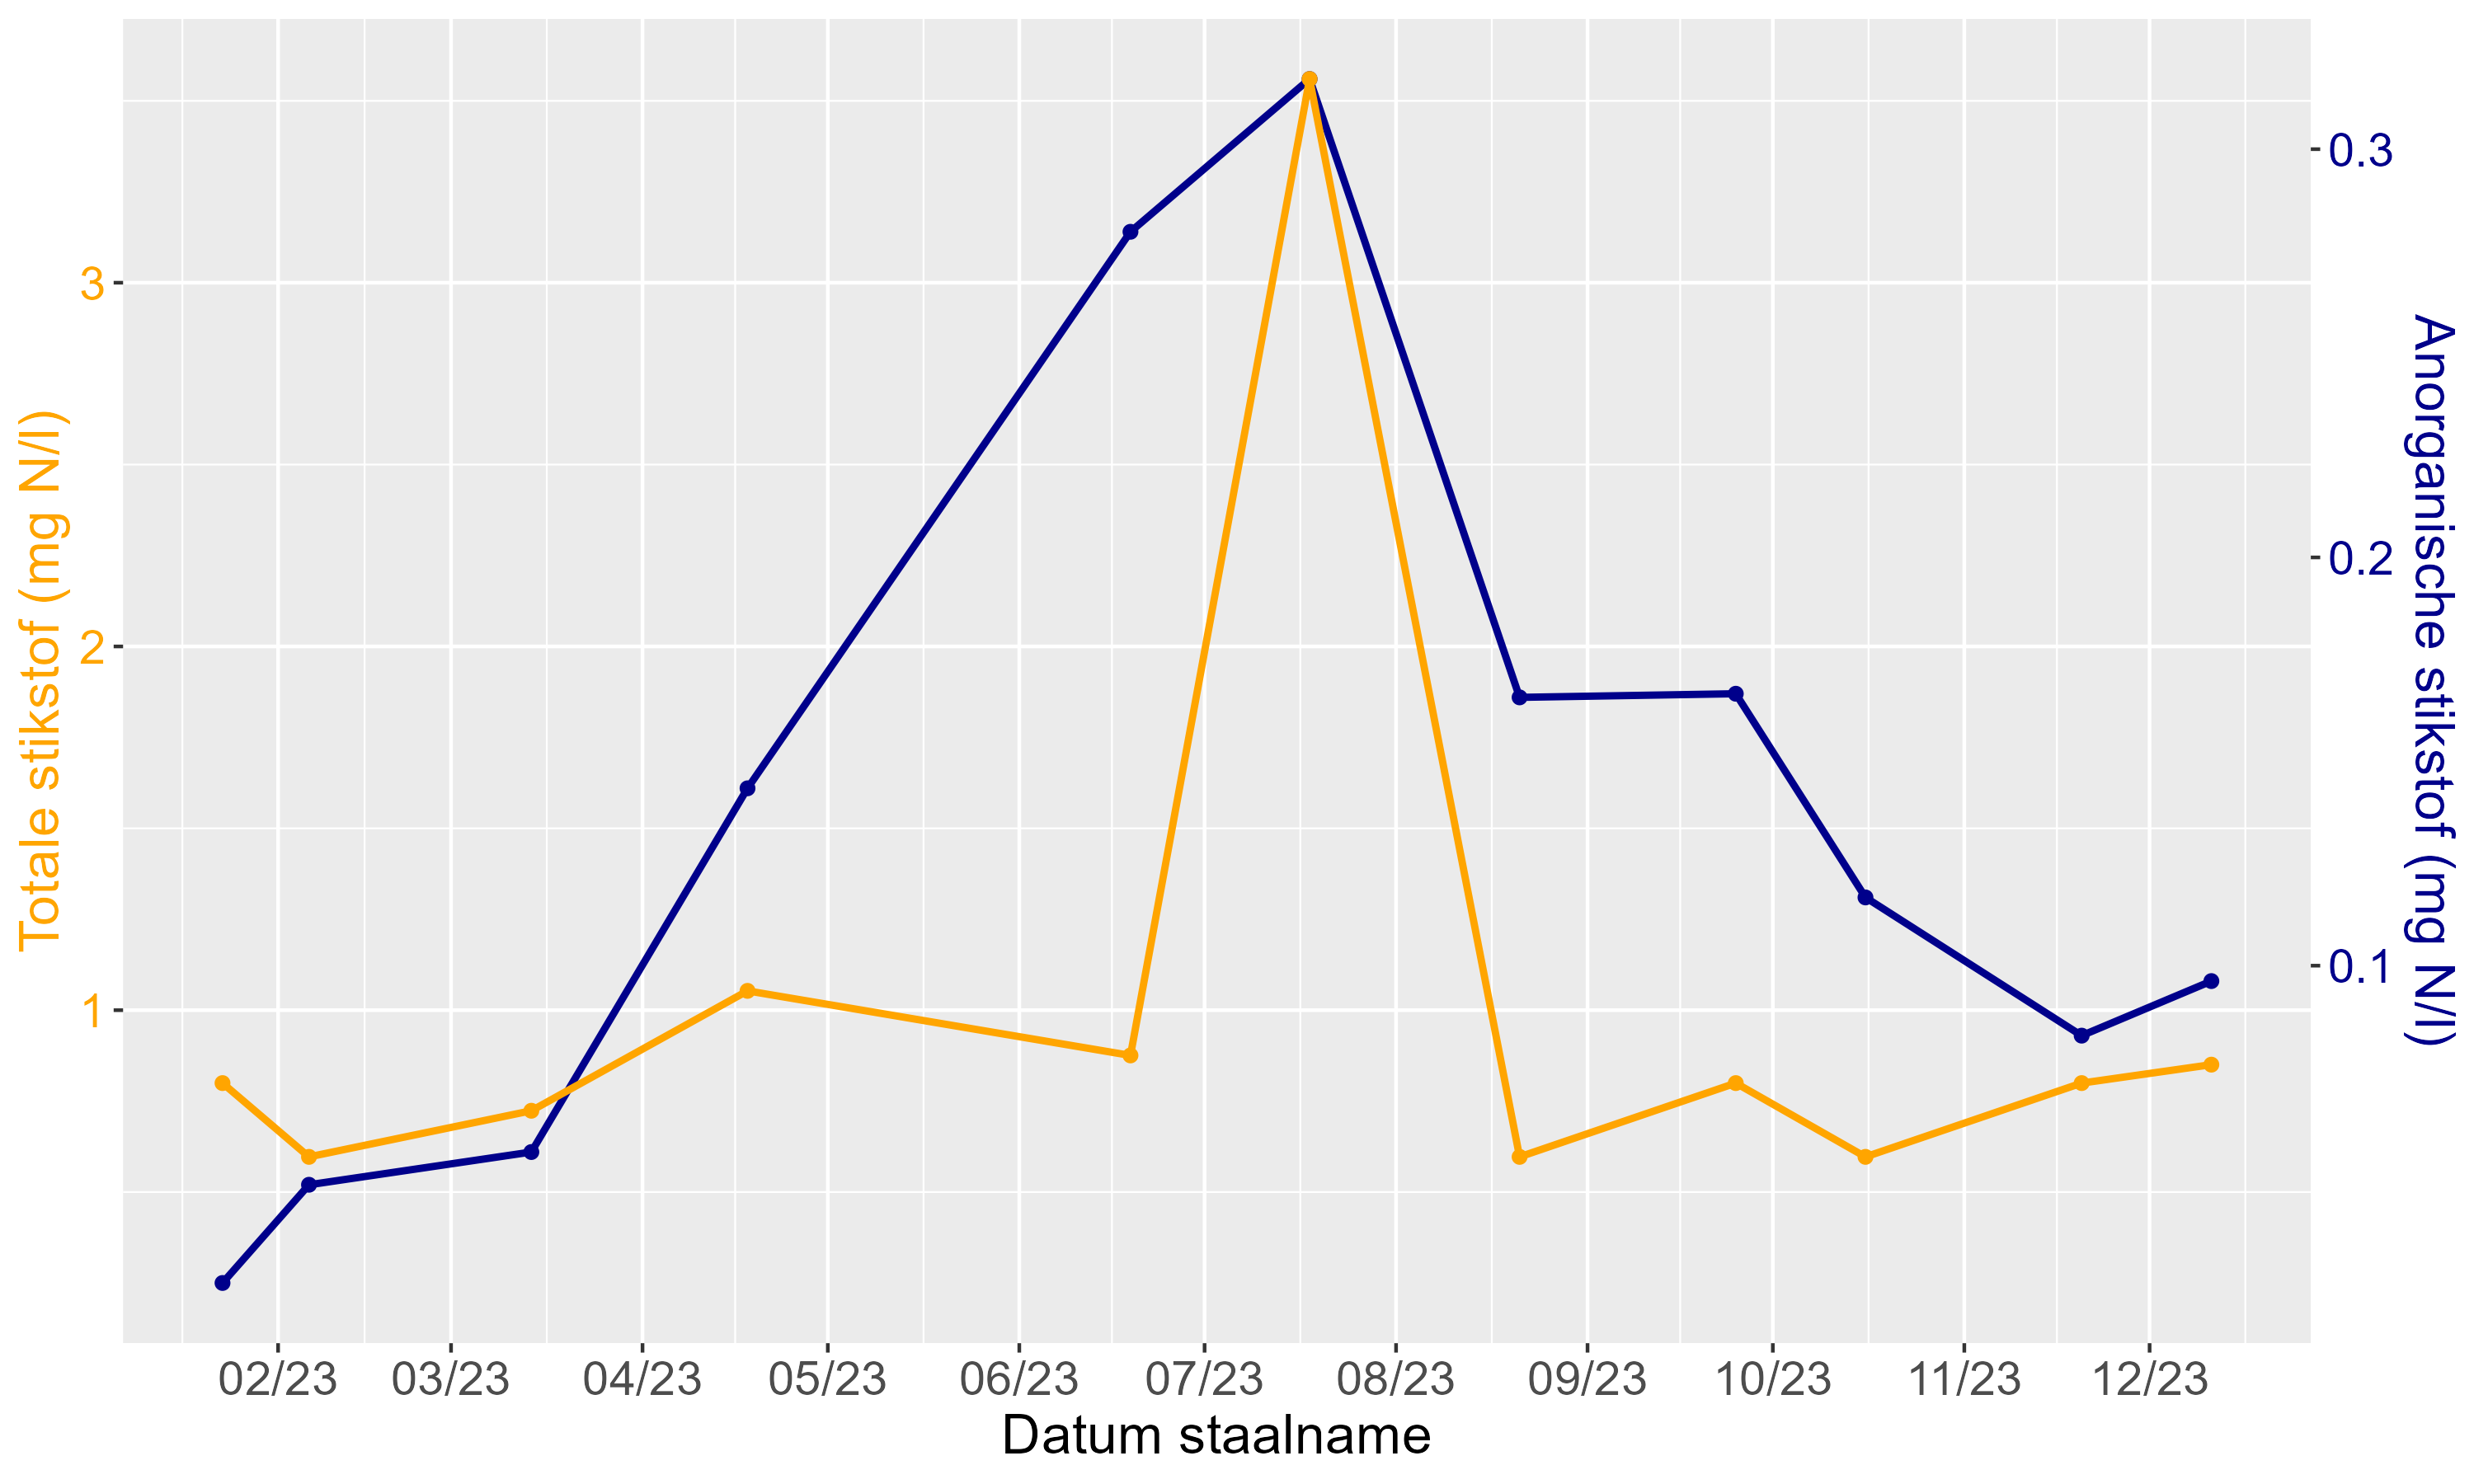 Totale stikstof (mg N/l)
3
2
1
0.3
0.2
0.1
Anorganische stikstof (mg N/l)
02/23 03/23 04/23 05/23 06/23 07/23 08/23 09/23 10/23 11/23 12/23
Datum staalname